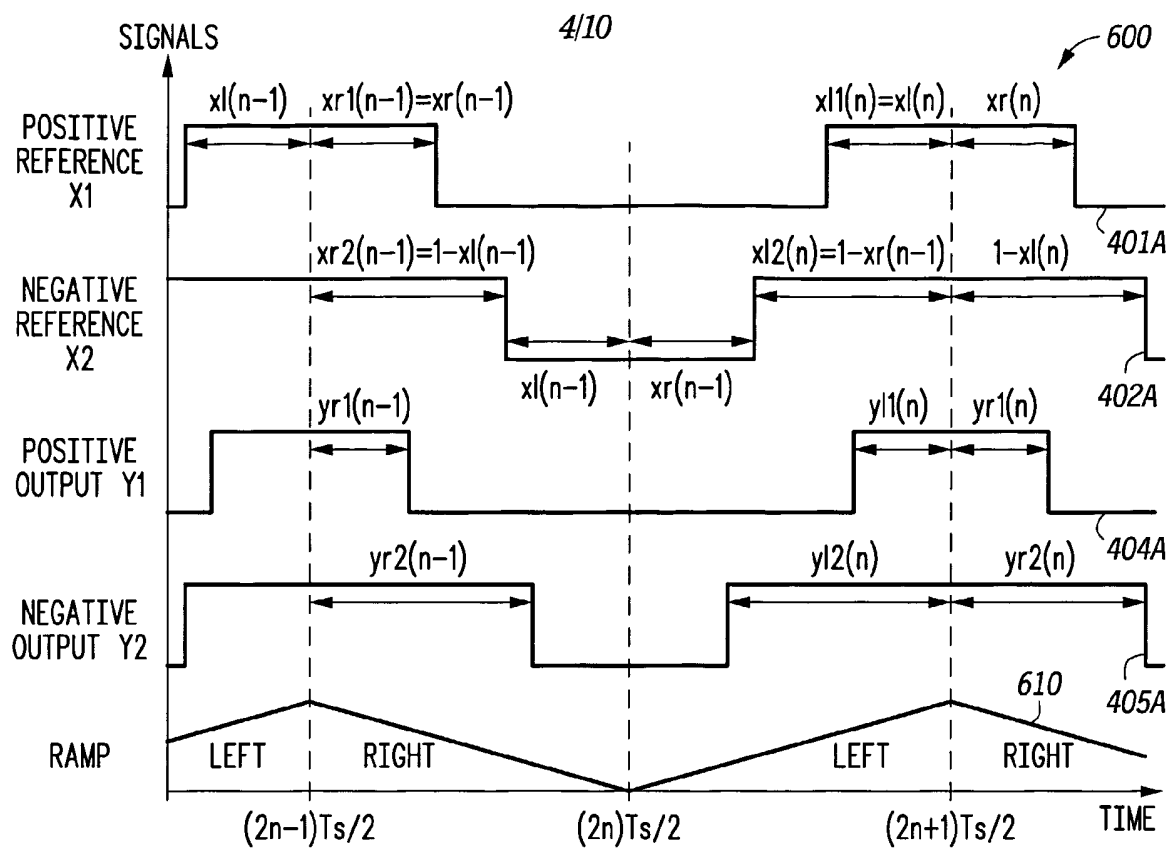 4/10
600
SIGNALS
xl(n-1)
xr1(n-1)=xr(n-1)
xl1(n)=xl(n)
xr(n)
POSITIVE
REFERENCE
X1
401A
xr2(n-1)=1-xl(n-1)
xl2(n)=1-xr(n-1)
1-xl(n)
NEGATIVE
REFERENCE
X2
xl(n-1)
xr(n-1)
402A
yr1(n-1)
yl1(n)
yr1(n)
POSITIVE
OUTPUT Y1
404A
yr2(n-1)
yl2(n)
yr2(n)
NEGATIVE
OUTPUT Y2
405A
610
RAMP
LEFT
RIGHT
LEFT
RIGHT
(2n-1)Ts/2
(2n)Ts/2
(2n+1)Ts/2
TIME